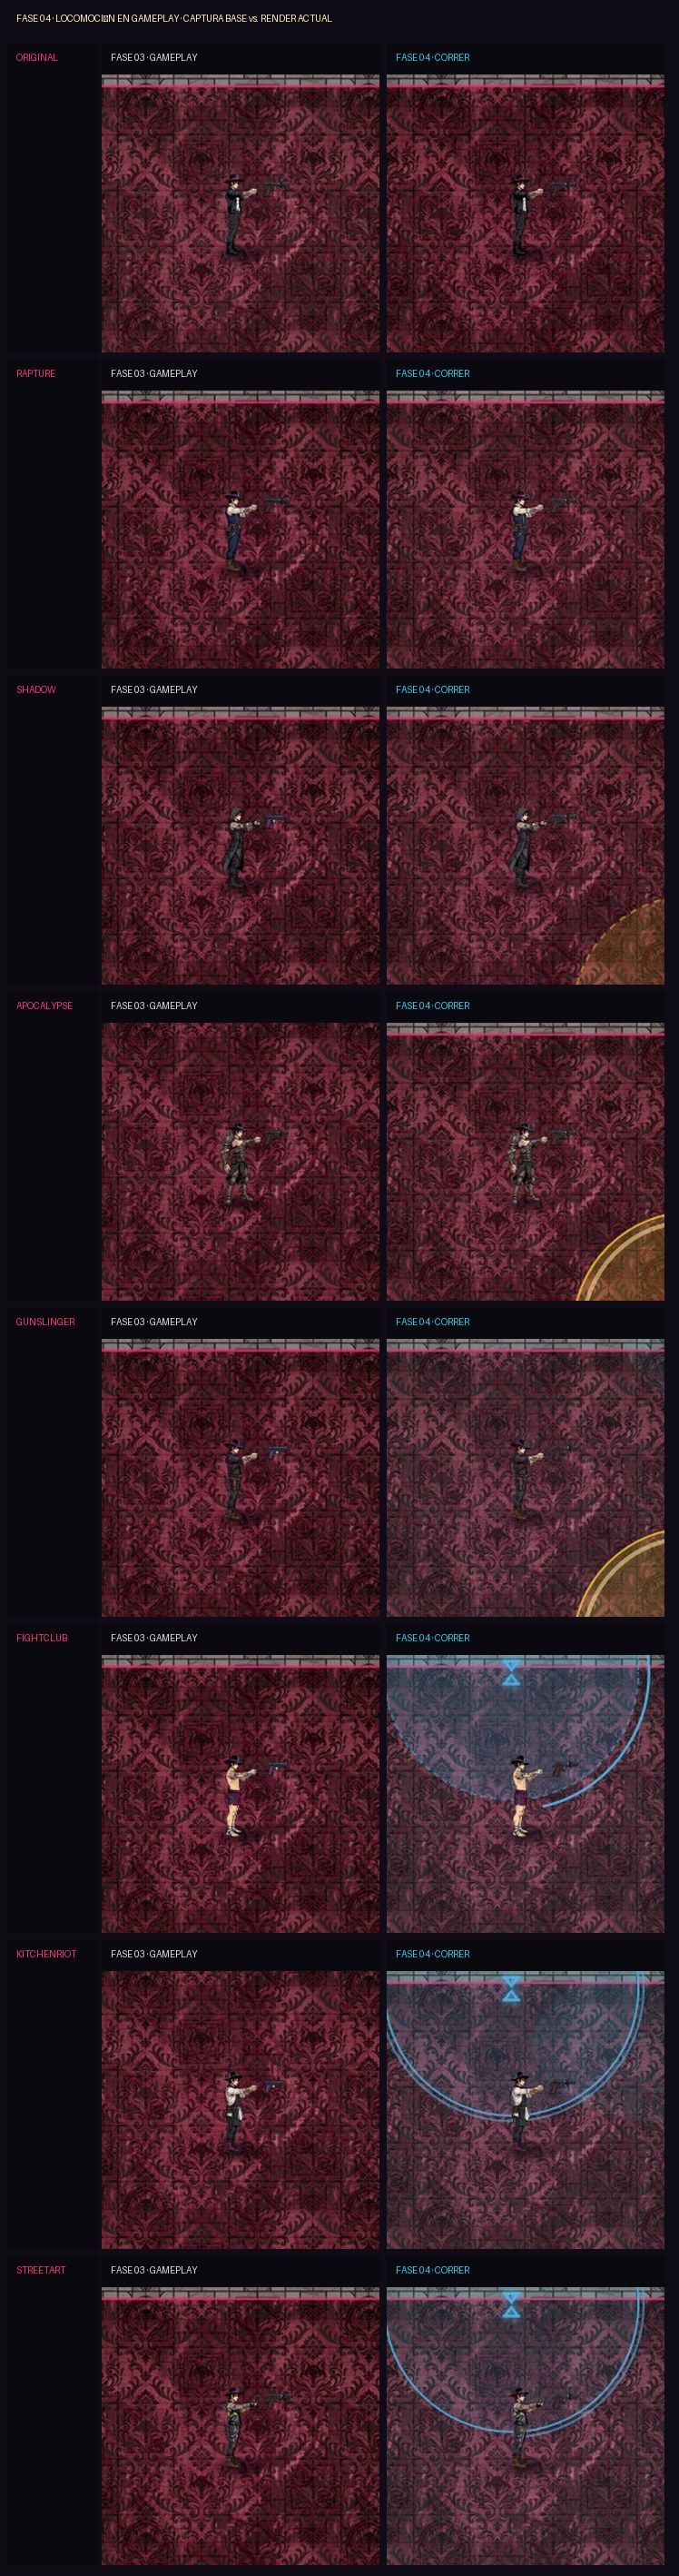 FASE 04 · LOCOMOCIÓN EN GAMEPLAY · CAPTURA BASE vs. RENDER ACTUAL
ORIGINAL
FASE 03 · GAMEPLAY
FASE 04 · CORRER
RAPTURE
FASE 03 · GAMEPLAY
FASE 04 · CORRER
SHADOW
FASE 03 · GAMEPLAY
FASE 04 · CORRER
APOCALYPSE
FASE 03 · GAMEPLAY
FASE 04 · CORRER
GUNSLINGER
FASE 03 · GAMEPLAY
FASE 04 · CORRER
FIGHTCLUB
FASE 03 · GAMEPLAY
FASE 04 · CORRER
KITCHENRIOT
FASE 03 · GAMEPLAY
FASE 04 · CORRER
STREETART
FASE 03 · GAMEPLAY
FASE 04 · CORRER